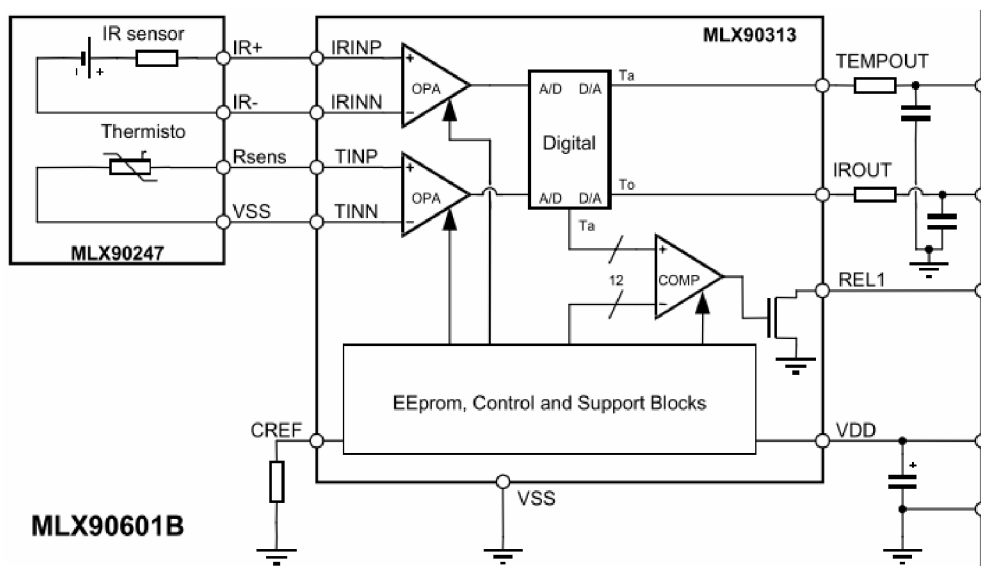 MLX90313
IR sensor
IR+
IRINP
TEMPOUT
+
OPA
A/D
D/A
Ta
IR-
IRINN
Digital
Thermisto
Rsens
TINP
+
OPA
A/D
D/A
To
IROUT
VSS
TINN
Ta
MLX90247
+
COMP
12
REL1
EEprom, Control and Support Blocks
CREF
VDD
+
VSS
MLX90601B